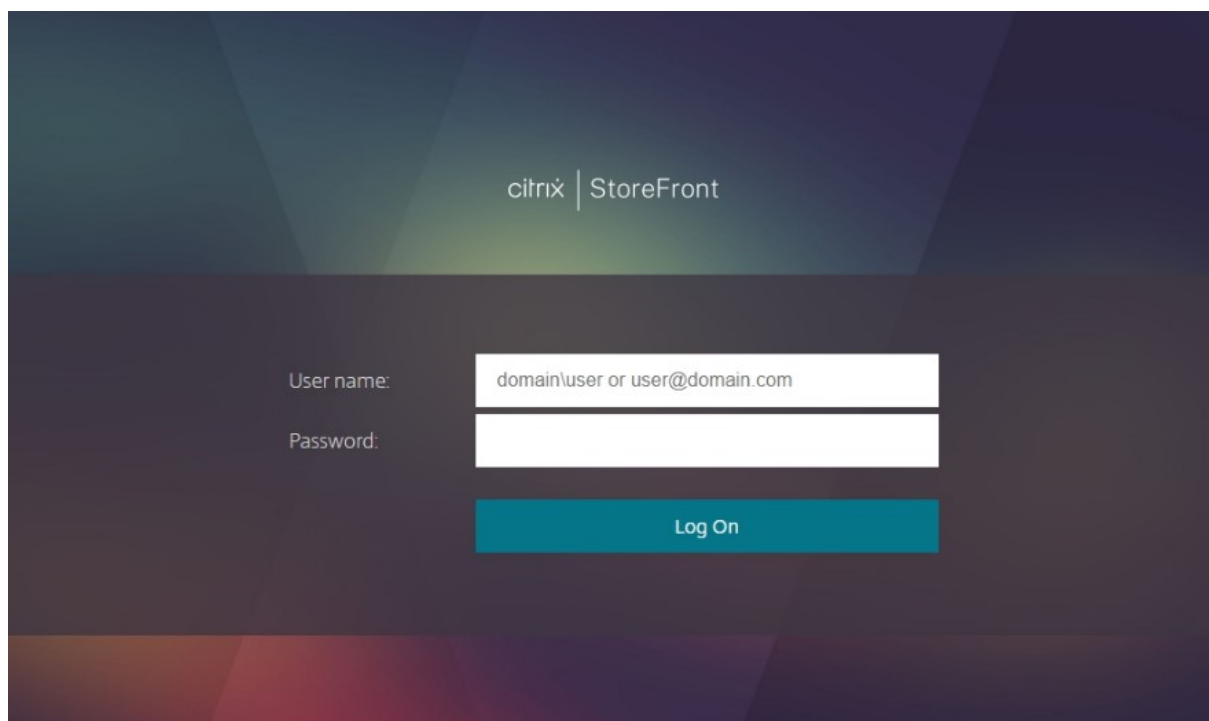 citrix | StoreFront
User name:
domain\user or user@domain.com
Password:
Log On